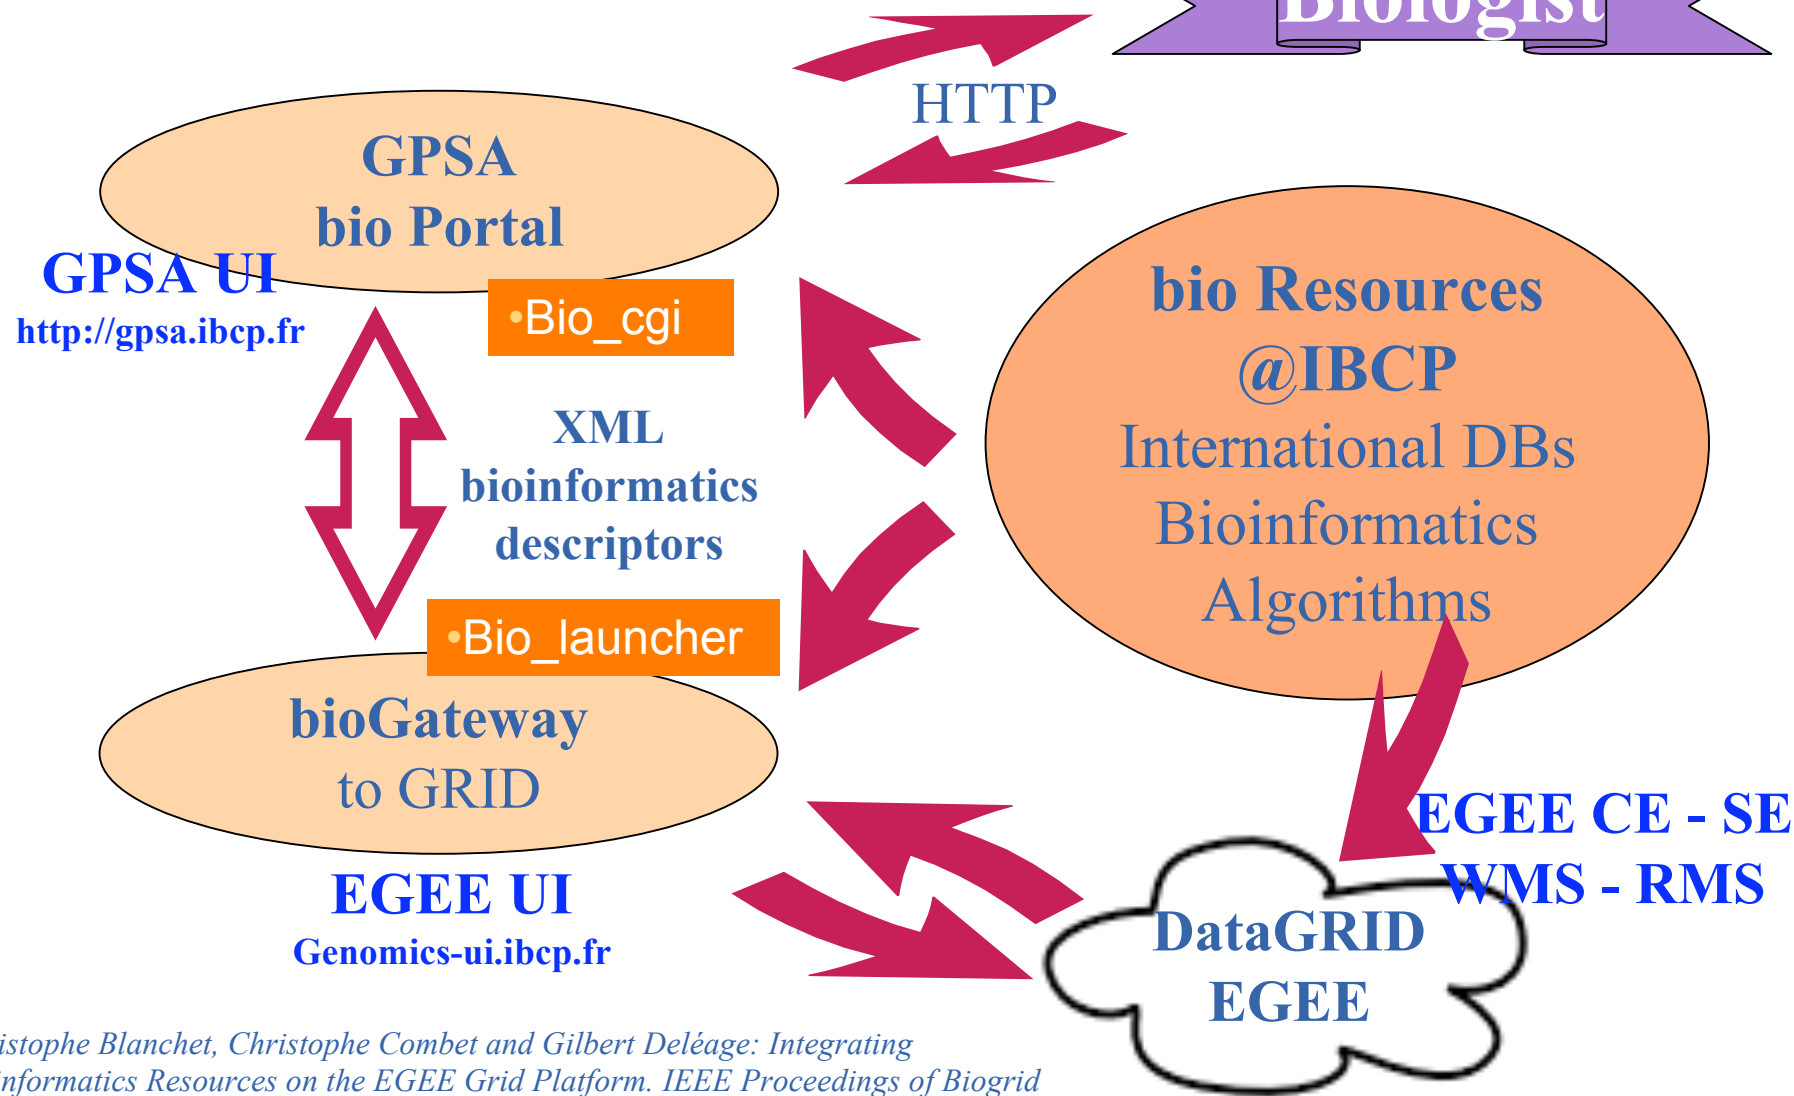 Biologist
HTTP
GPSA
bio Portal
GPSA UI
http://gpsa.ibcp.fr
•Bio_cgi
XML
bioinformatics
descriptors
•Bio_launcher
bio Resources
@IBCP
International DBs
Bioinformatics
Algorithms
bioGateway
to GRID
EGEE UI
Genomics-ui.ibcp.fr
EGEE CE - SE
WMS - RMS
DataGRID
EGEE
istophe Blanchet, Christophe Combet and Gilbert Deléage: Integrating
informatics Resources on the EGEE Grid Platform. IEEE Proceedings of Biogrid